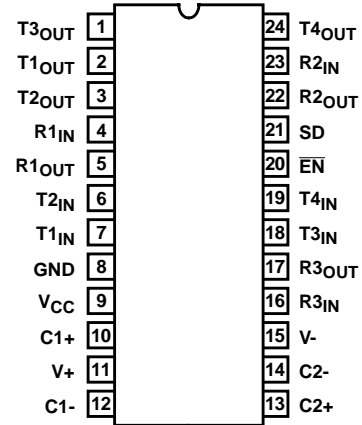 T3OUT 1 24 T4OUT
T1OUT 2 23 R2IN
T2OUT 3 22 R2OUT
R1IN 4 21 SD
R1OUT 5 20 E̅N̅
T2IN 6 19 T4IN
T1IN 7 18 T3IN
GND 8 17 R3OUT
VCC 9 16 R3IN
C1+ 10 15 V-
V+ 11 14 C2-
C1- 12 13 C2+